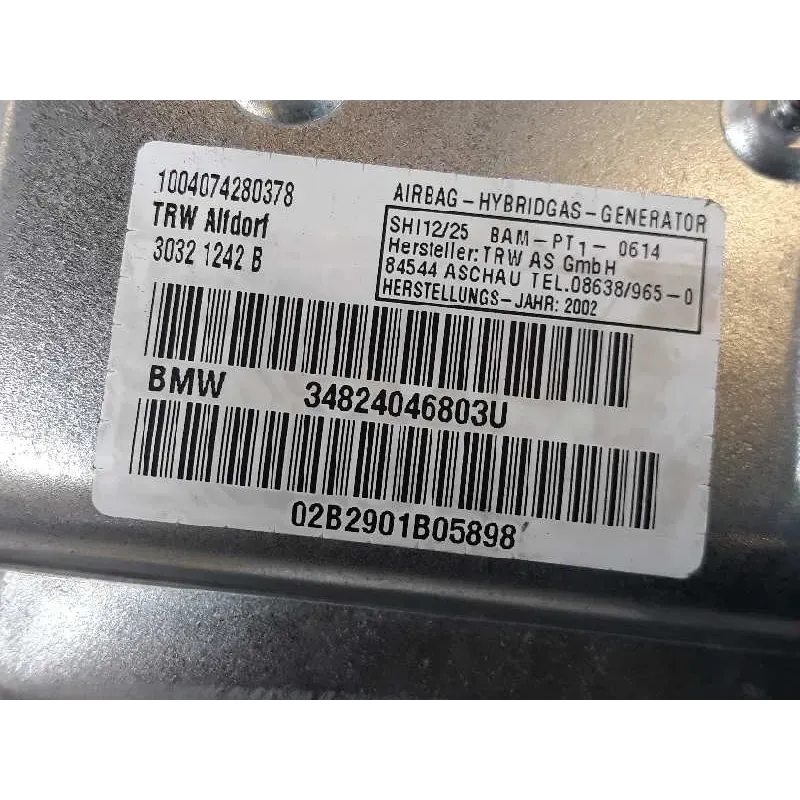 1004074280378
TRW Alfdorf
3032 1242 B
AIRBAG-HYBRIDGAS-GENERATOR
SHI12/25 BAM-PT1-0614
Hersteller: TRW AS GmbH
84544 ASCHAU TEL.08638/965-0
HERSTELLUNGS-JAHR: 2002
BMW 34824046803U
02B2901B05898